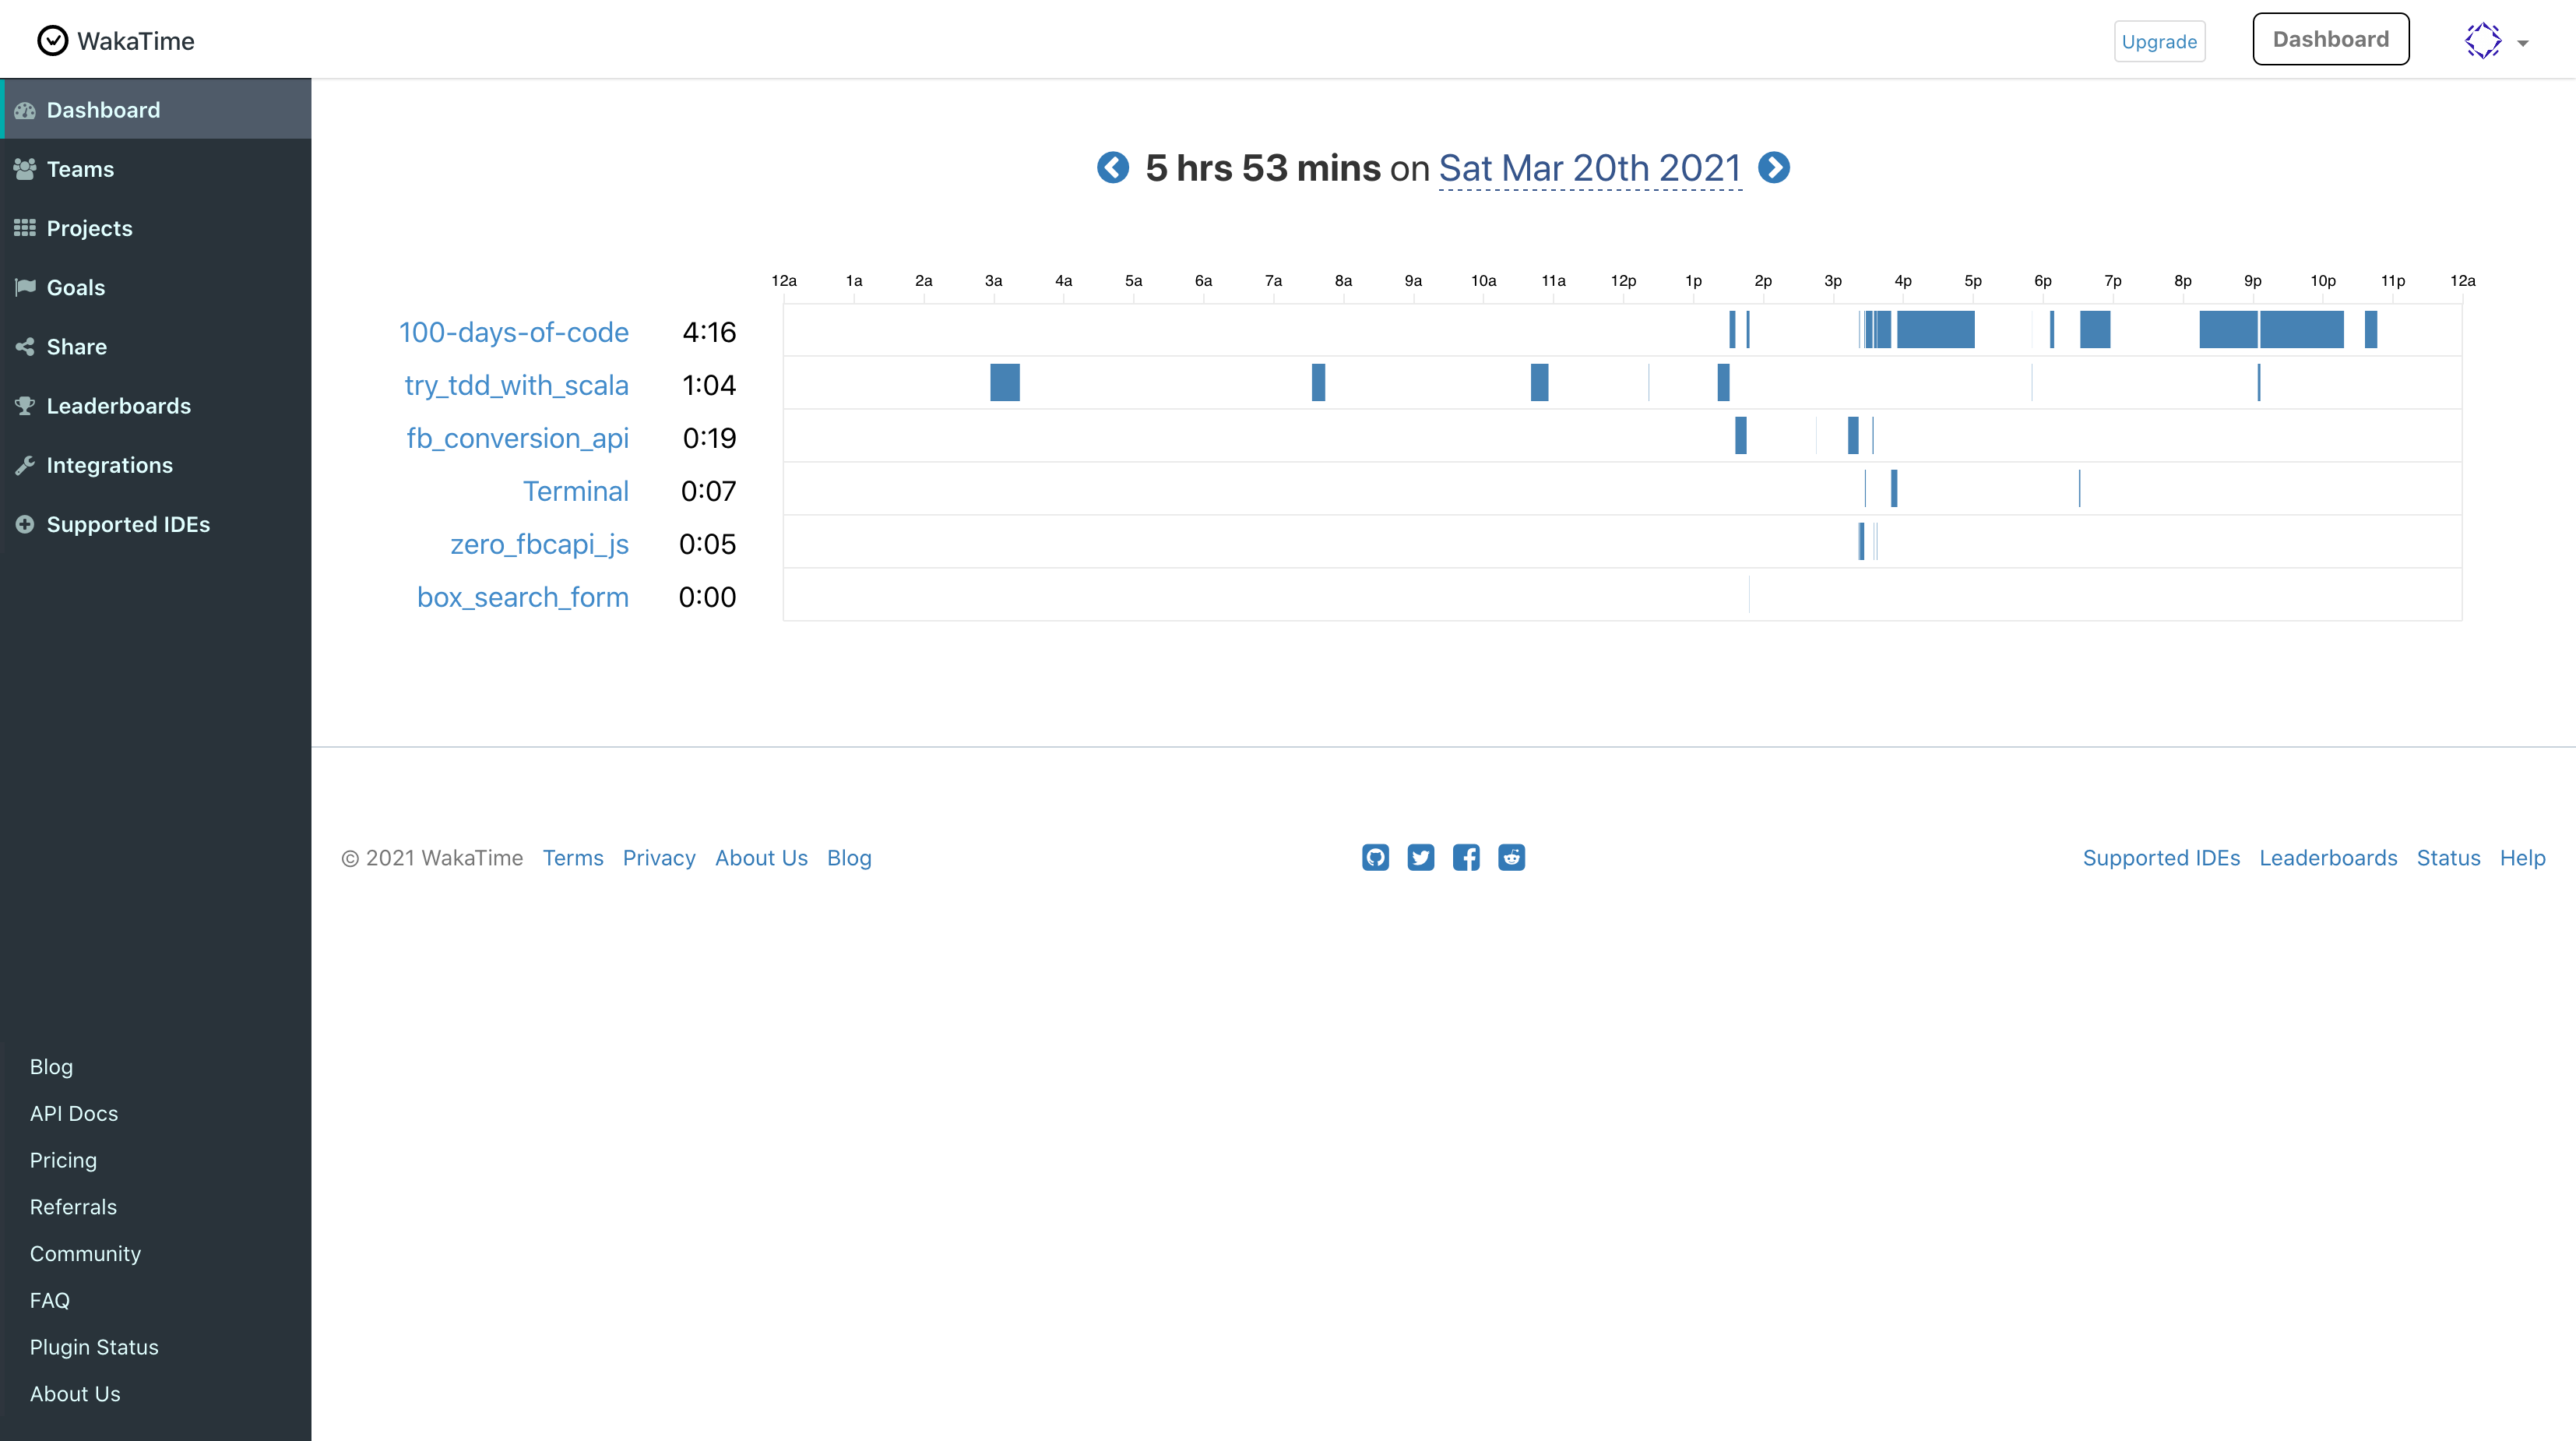 WakaTime
Upgrade
Dashboard
Dashboard
Teams
Projects
Goals
Share
Leaderboards
Integrations
Supported IDEs
5 hrs 53 mins on Sat Mar 20th 2021
12a 1a 2a 3a 4a 5a 6a 7a 8a 9a 10a 11a 12p 1p 2p 3p 4p 5p 6p 7p 8p 9p 10p 11p 12a
100-days-of-code 4:16
try_tdd_with_scala 1:04
fb_conversion_api 0:19
Terminal 0:07
zero_fbcapi_js 0:05
box_search_form 0:00
© 2021 WakaTime Terms Privacy About Us Blog
Supported IDEs Leaderboards Status Help
Blog
API Docs
Pricing
Referrals
Community
FAQ
Plugin Status
About Us